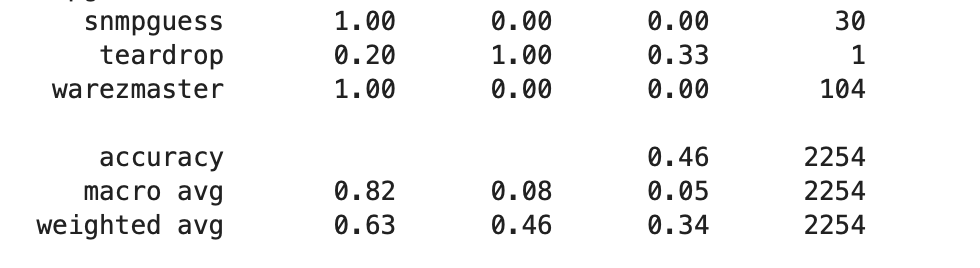 snmpguess 1.00 0.00 0.00 30
teardrop 0.20 1.00 0.33 1
warezmaster 1.00 0.00 0.00 104
accuracy 0.46 2254
macro avg 0.82 0.08 0.05 2254
weighted avg 0.63 0.46 0.34 2254